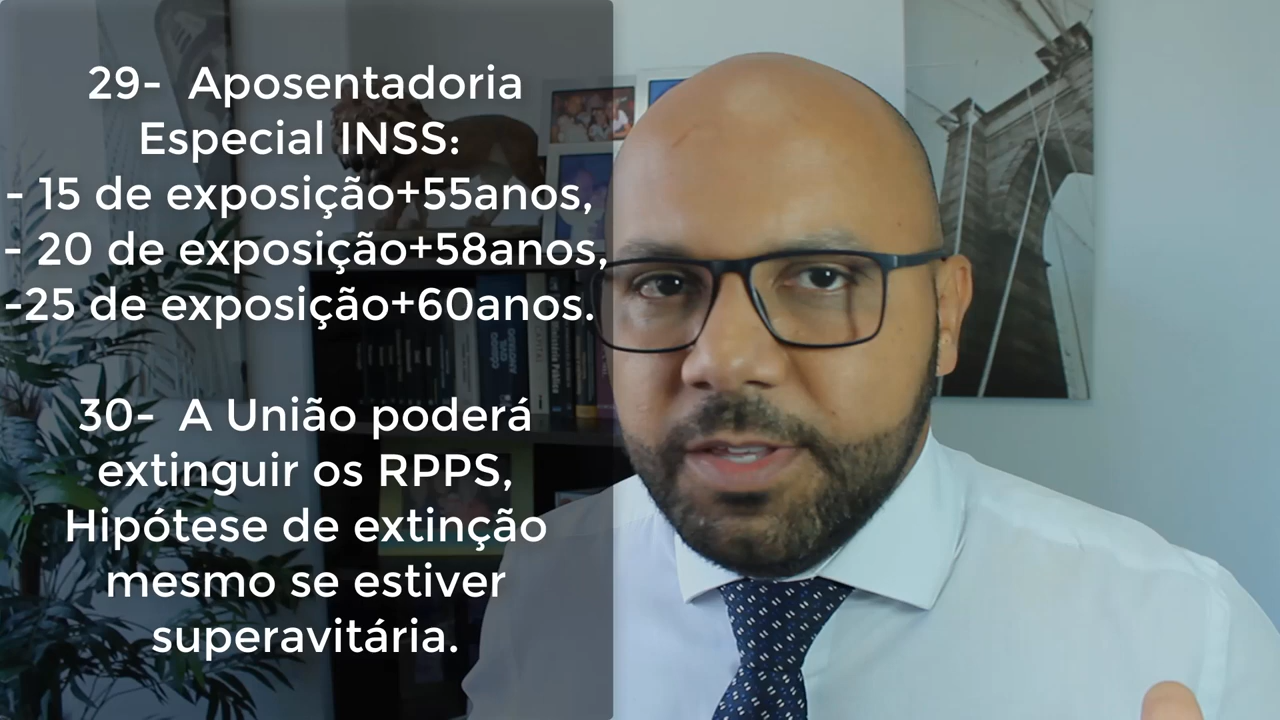 29-  Aposentadoria
Especial INSS:
- 15 de exposição+55anos,
- 20 de exposição+58anos,
-25 de exposição+60anos.
30-  A União poderá
extinguir os RPPS,
Hipótese de extinção
mesmo se estiver
superavitária.